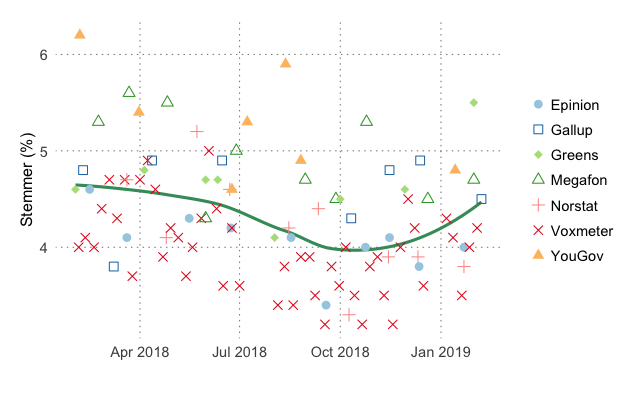 Stemmer (%)
6
5
4
Apr 2018
Jul 2018
Oct 2018
Jan 2019
Epinion
Gallup
Greens
Megafon
Norstat
Voxmeter
YouGov